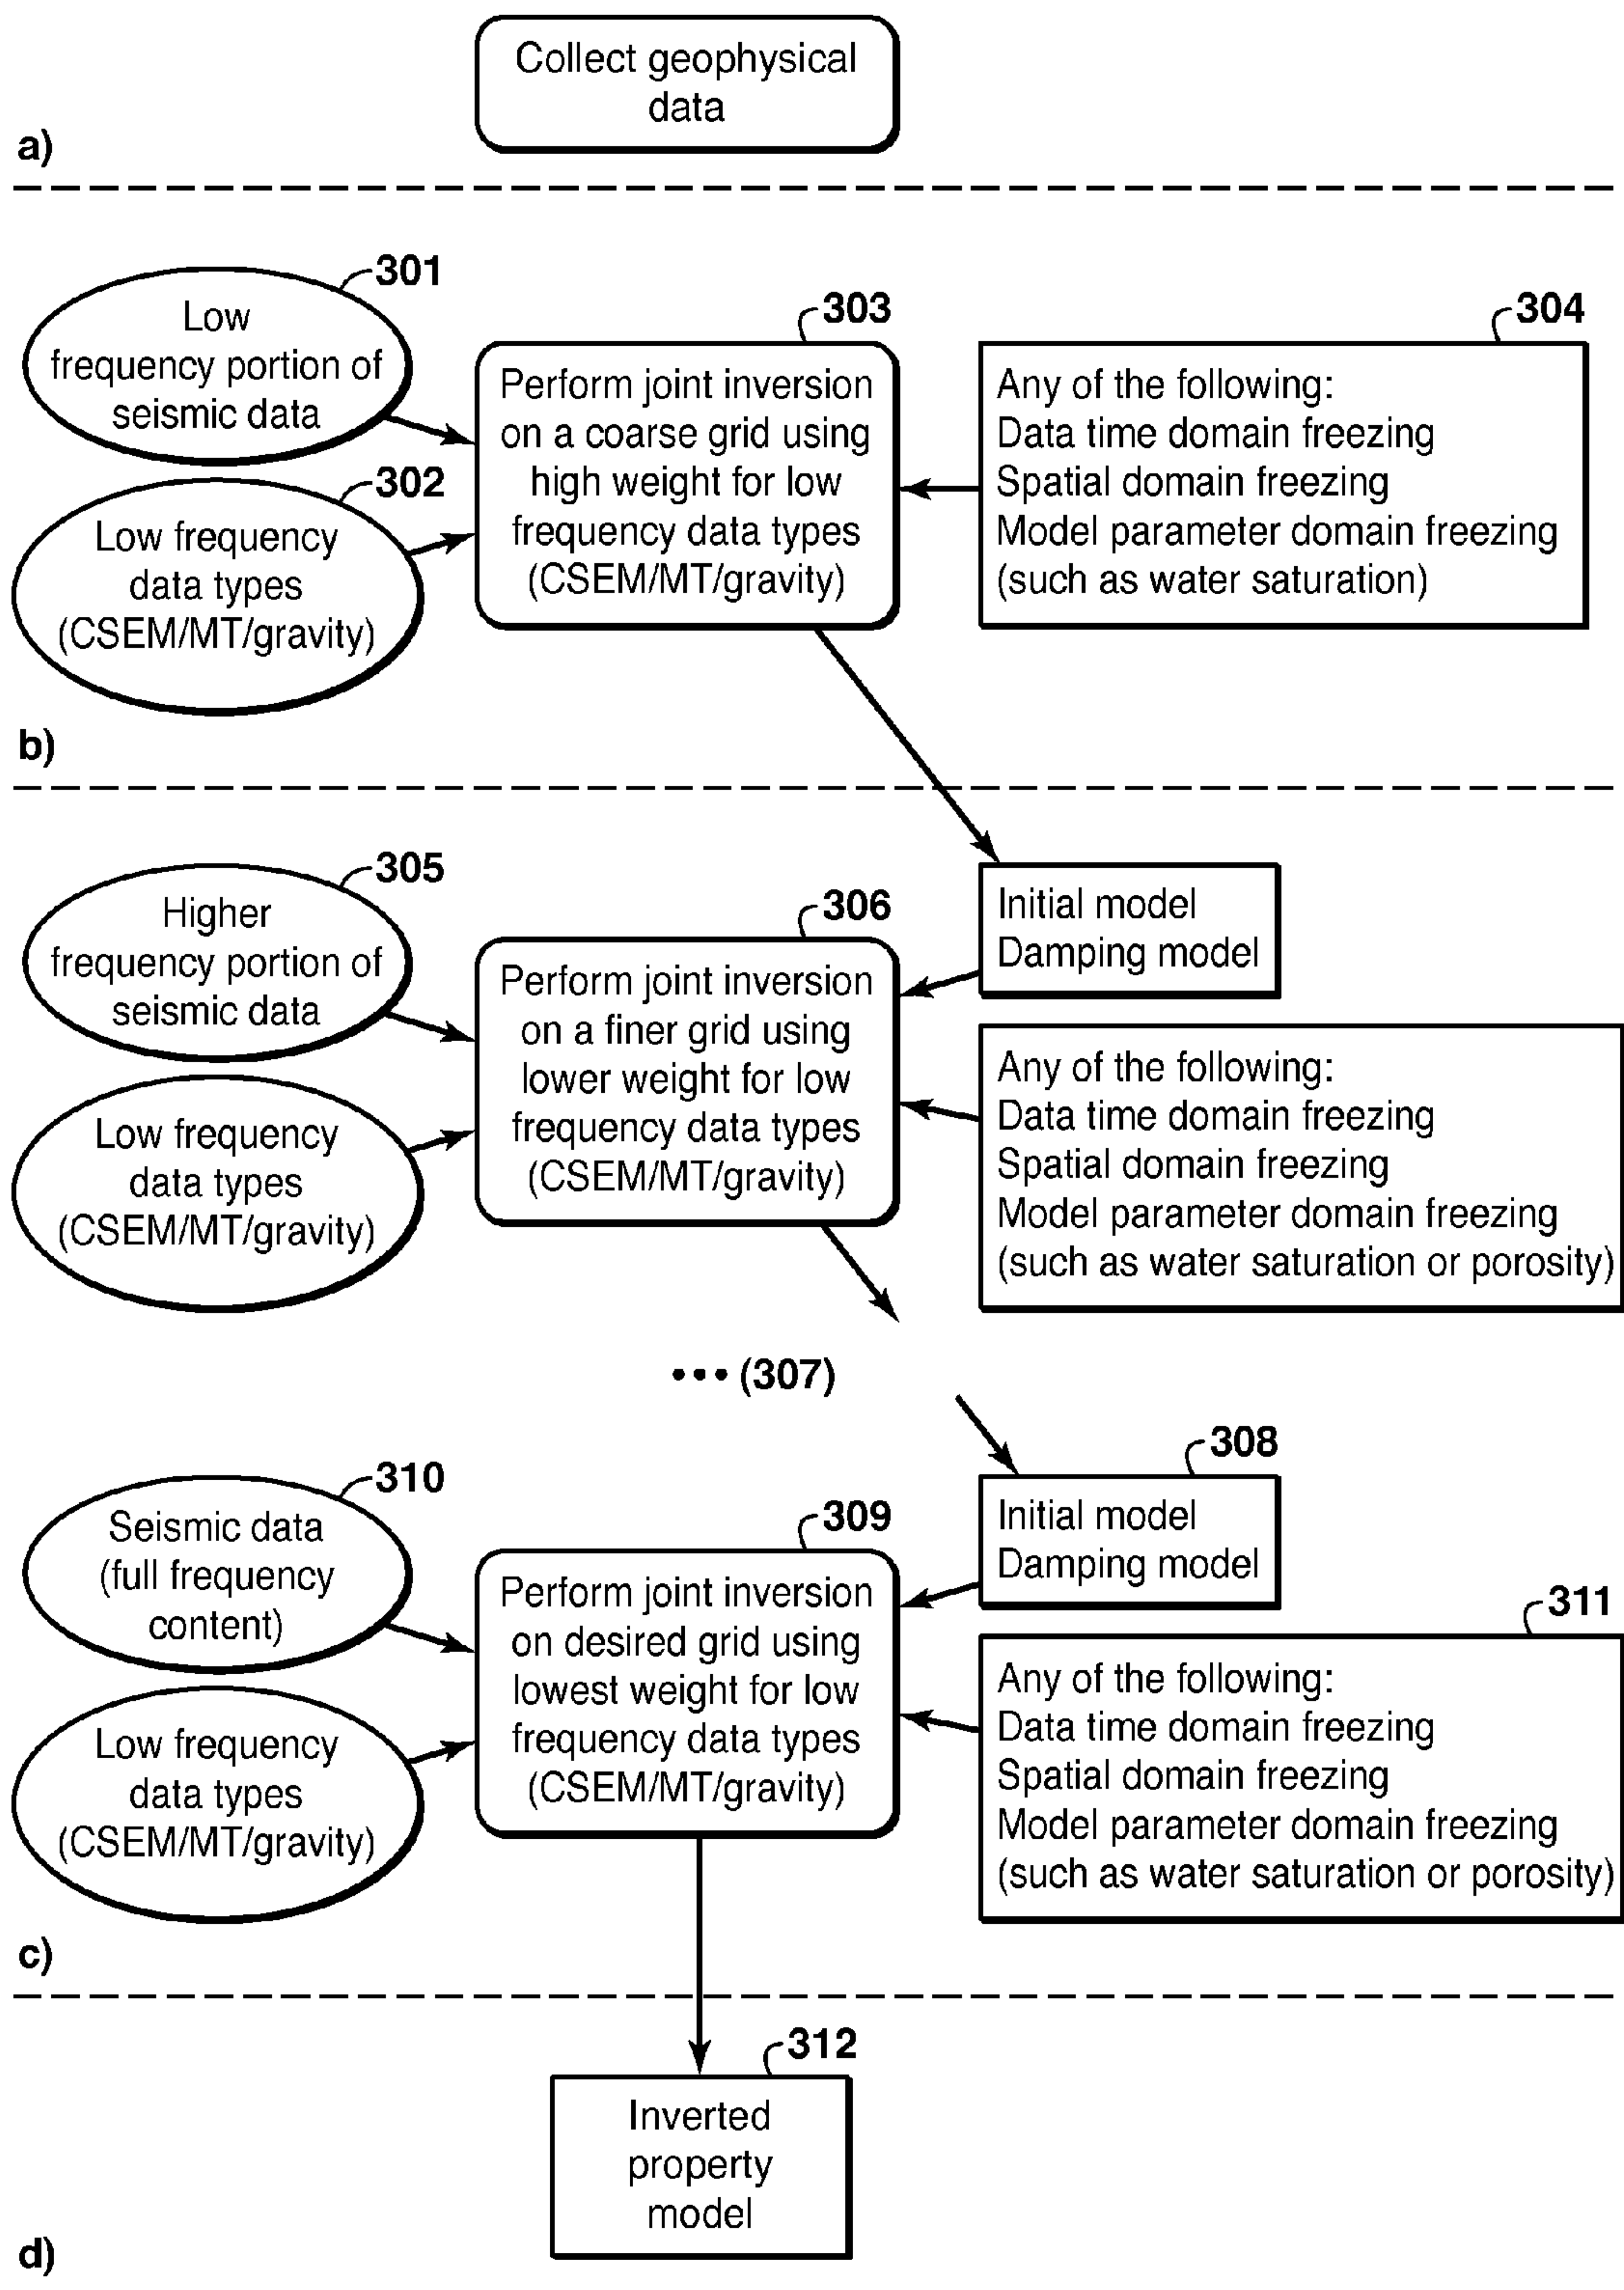 Collect geophysical
data
a)
301
Low
frequency portion of
seismic data
302
Low frequency
data types
(CSEM/MT/gravity)
303
Perform joint inversion
on a coarse grid using
high weight for low
frequency data types
(CSEM/MT/gravity)
304
Any of the following:
Data time domain freezing
Spatial domain freezing
Model parameter domain freezing
(such as water saturation)
b)
305
Higher
frequency portion of
seismic data
Low frequency
data types
(CSEM/MT/gravity)
306
Perform joint inversion
on a finer grid using
lower weight for low
frequency data types
(CSEM/MT/gravity)
Initial model
Damping model
Any of the following:
Data time domain freezing
Spatial domain freezing
Model parameter domain freezing
(such as water saturation or porosity)
••• (307)
310
Seismic data
(full frequency
content)
Low frequency
data types
(CSEM/MT/gravity)
309
Perform joint inversion
on desired grid using
lowest weight for low
frequency data types
(CSEM/MT/gravity)
308
Initial model
Damping model
311
Any of the following:
Data time domain freezing
Spatial domain freezing
Model parameter domain freezing
(such as water saturation or porosity)
c)
312
Inverted
property
model
d)